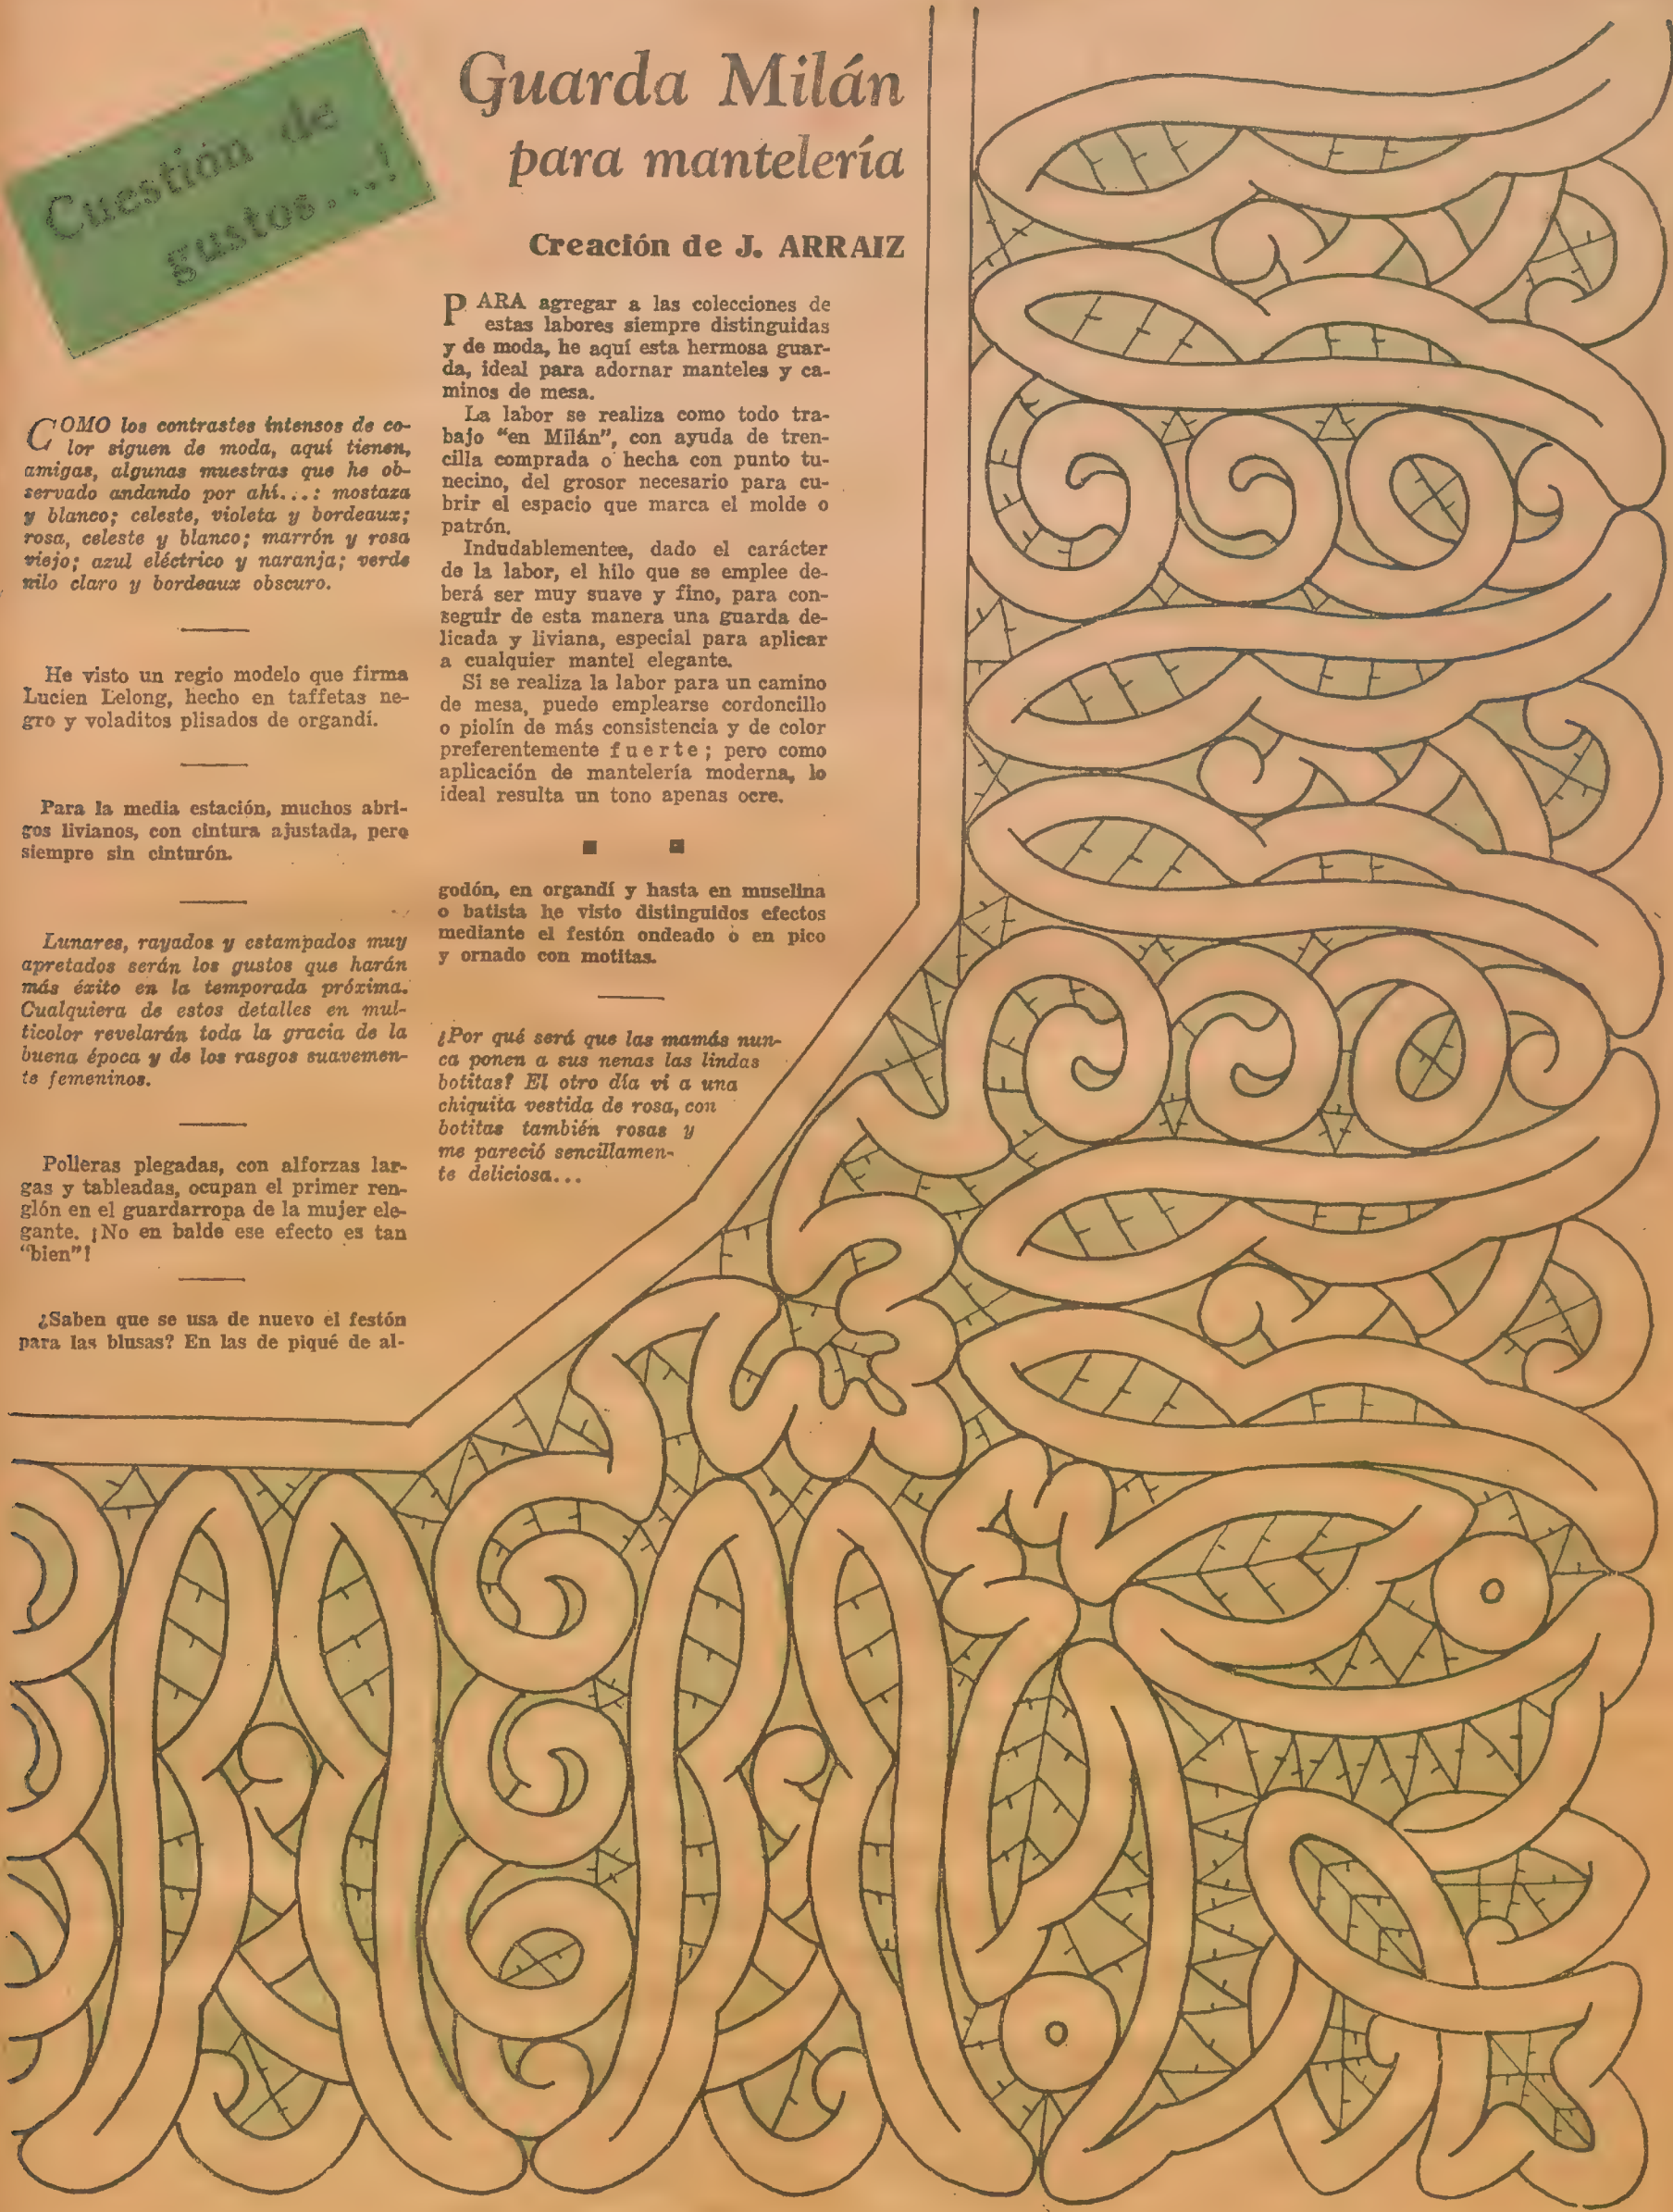 Cuestión de
gustos...!
COMO los contrastes intensos de co-
lor siguen de moda, aquí tienen,
amigas, algunas muestras que he ob-
servado andando por ahí...: mostaza
y blanco; celeste, violeta y bordeaux;
rosa, celeste y blanco; marrón y rosa
viejo; azul eléctrico y naranja; verde
nilo claro y bordeaux obscuro.
He visto un regio modelo que firma
Lucien Lelong, hecho en taffetas ne-
gro y voladitos plisados de organdí.
Para la media estación, muchos abri-
gos livianos, con cintura ajustada, pero
siempre sin cinturón.
Lunares, rayados y estampados muy
apretados serán los gustos que harán
más éxito en la temporada próxima.
Cualquiera de estos detalles en mul-
ticolor revelarán toda la gracia de la
buena época y de los rasgos suavemen-
te femeninos.
Polleras plegadas, con alforzas lar-
gas y tableadas, ocupan el primer ren-
glón en el guardarropa de la mujer ele-
gante. ¡No en balde ese efecto es tan
"bien"!
¿Saben que se usa de nuevo el festón
para las blusas? En las de piqué de al-
Guarda Milán
para mantelería
Creación de J. ARRAIZ
PARA agregar a las colecciones de
estas labores siempre distinguidas
y de moda, he aquí esta hermosa guar-
da, ideal para adornar manteles y ca-
minos de mesa.
La labor se realiza como todo tra-
bajo "en Milán", con ayuda de tren-
cilla comprada o hecha con punto tu-
necino, del grosor necesario para cu-
brir el espacio que marca el molde o
patrón.
Indudablementee, dado el carácter
de la labor, el hilo que se emplee de-
berá ser muy suave y fino, para con-
seguir de esta manera una guarda de-
licada y liviana, especial para aplicar
a cualquier mantel elegante.
Si se realiza la labor para un camino
de mesa, puede emplearse cordoncillo
o piolín de más consistencia y de color
preferentemente fuerte; pero como
aplicación de mantelería moderna, lo
ideal resulta un tono apenas ocre.
godón, en organdí y hasta en muselina
o batista he visto distinguidos efectos
mediante el festón ondeado o en pico
y ornado con motitas.
¿Por qué será que las mamás nun-
ca ponen a sus nenas las lindas
botitas? El otro día vi a una
chiquita vestida de rosa, con
botitas también rosas y
me pareció sencillamen-
te deliciosa...